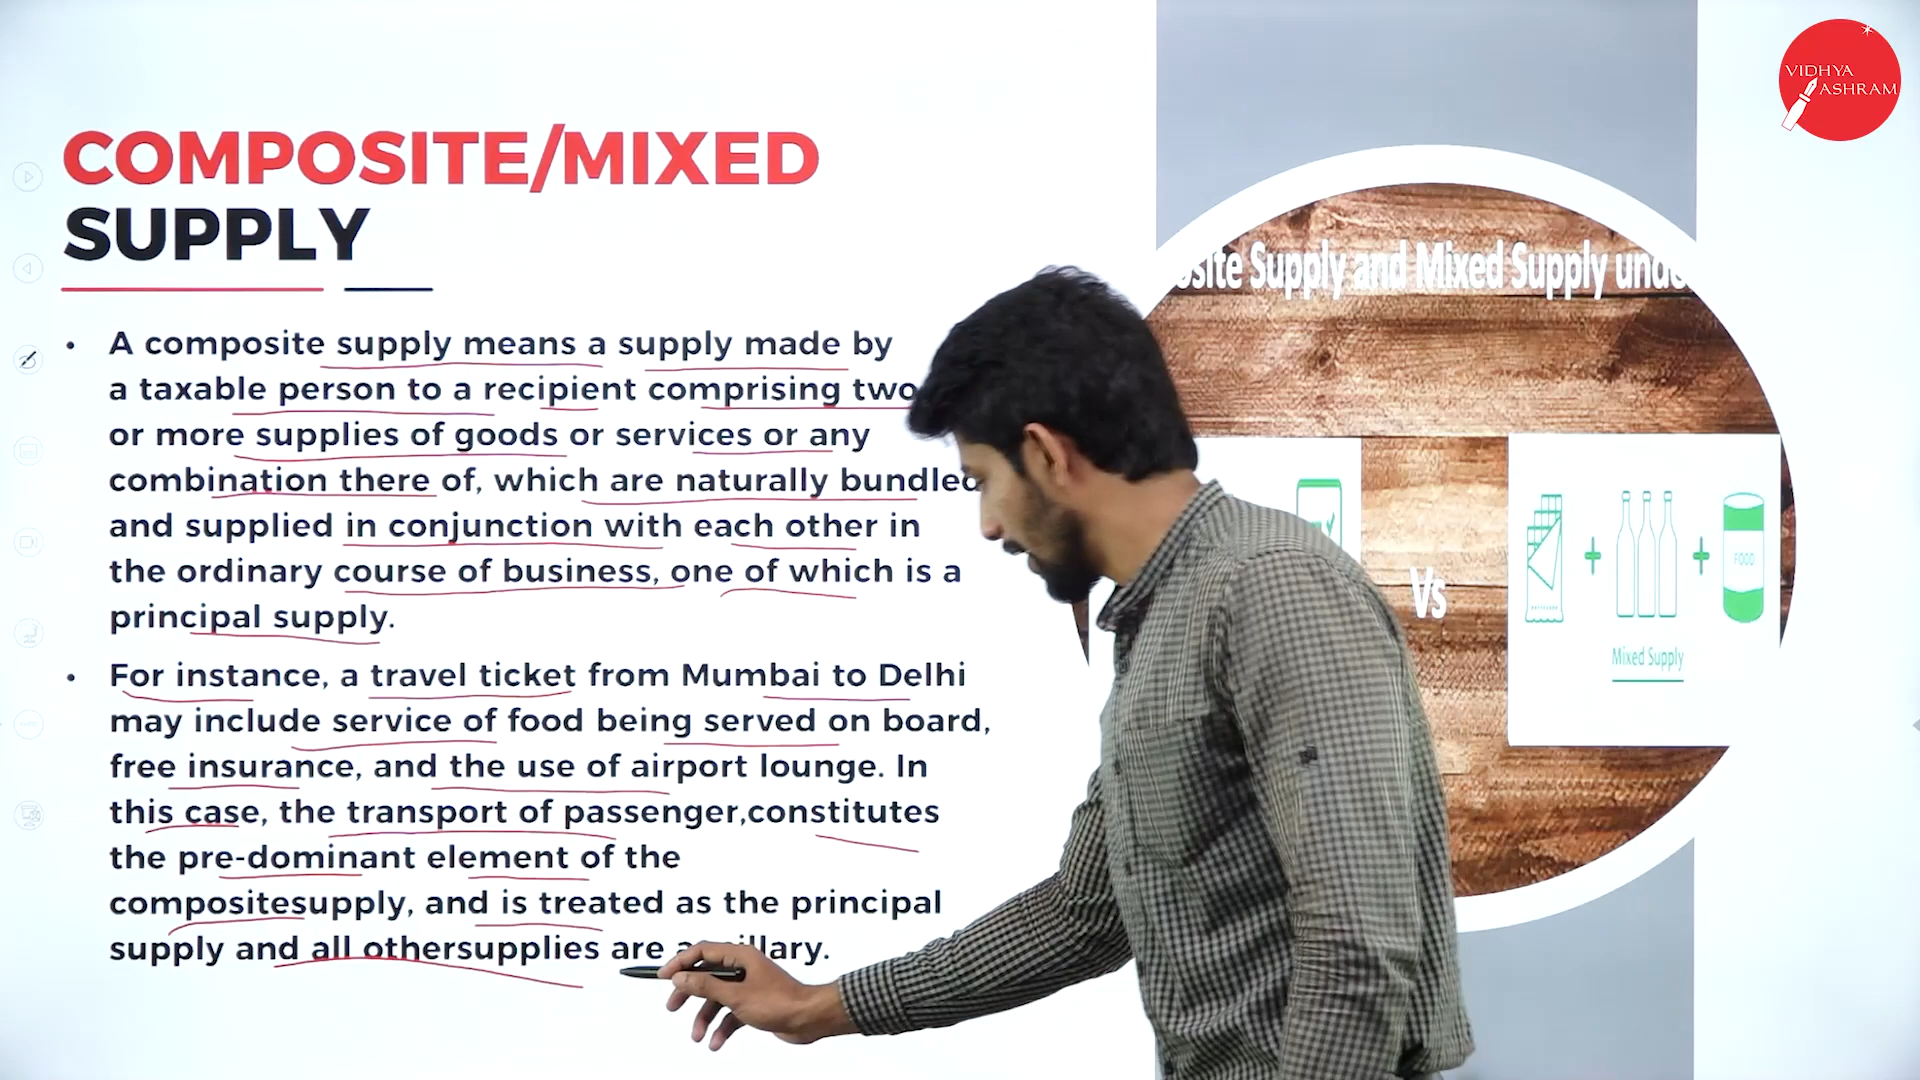 VIDHYA
ASHRAM
COMPOSITE/MIXED
SUPPLY
• A composite supply means a supply made by
a taxable person to a recipient comprising two
or more supplies of goods or services or any
combination there of, which are naturally bundled
and supplied in conjunction with each other in
the ordinary course of business, one of which is a
principal supply.
• For instance, a travel ticket from Mumbai to Delhi
may include service of food being served on board,
free insurance, and the use of airport lounge. In
this case, the transport of passenger,constitutes
the pre-dominant element of the
compositesupply, and is treated as the principal
supply and all othersupplies are
Supply and Mixed Supply
Vs
FOOD
Mixed Supply